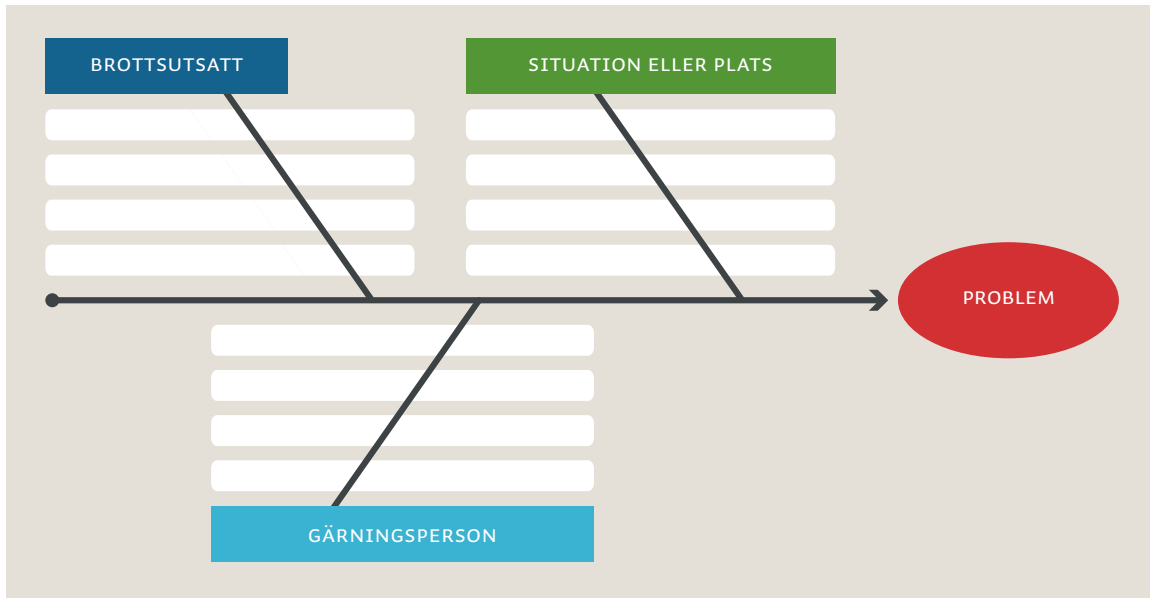 BROTTSUTSATT
SITUATION ELLER PLATS
PROBLEM
GÄRNINGSPERSON